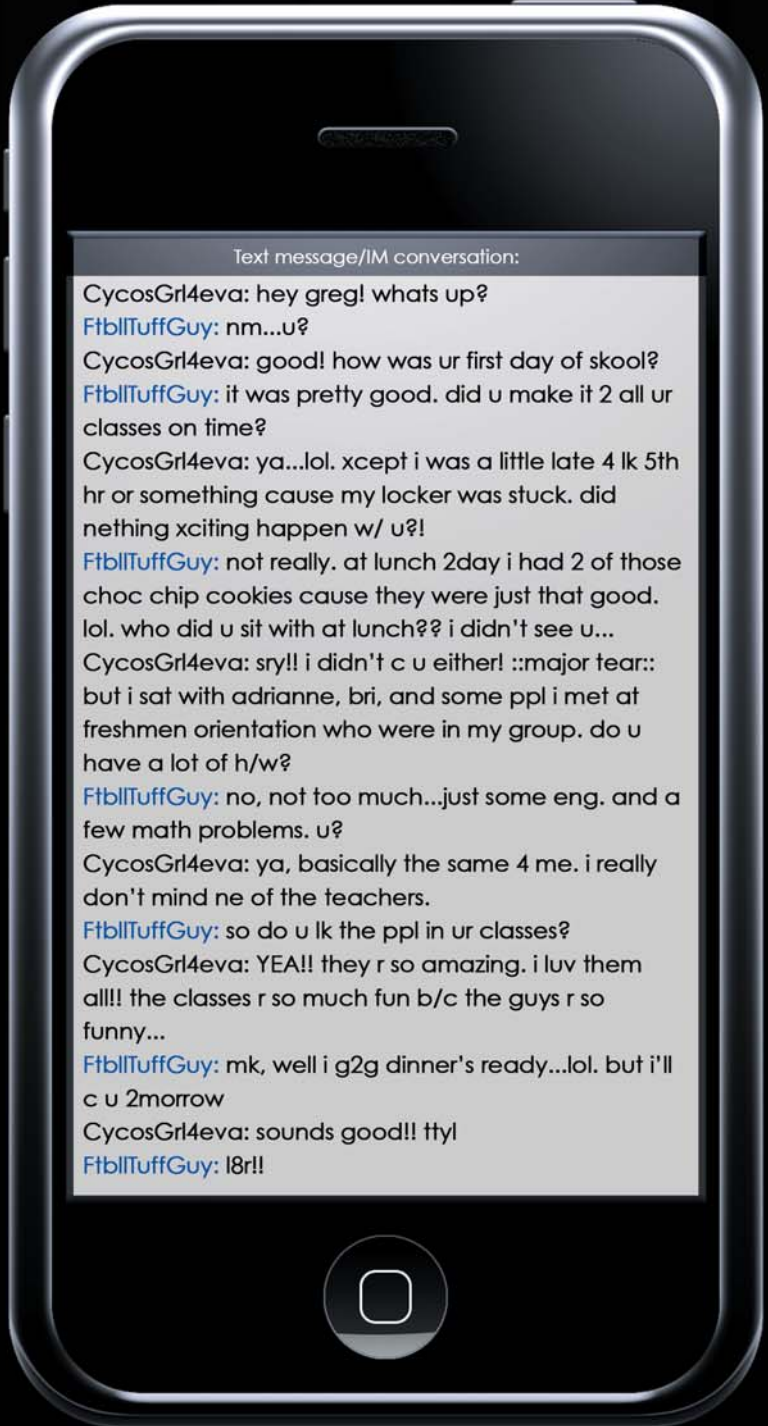 Text message/IM conversation:
CycosGrl4eva: hey greg! whats up?
FtbllTuffGuy: nm...u?
CycosGrl4eva: good! how was ur first day of skool?
FtbllTuffGuy: it was pretty good. did u make it 2 all ur
classes on time?
CycosGrl4eva: ya...lol. xcept i was a little late 4 lk 5th
hr or something cause my locker was stuck. did
nething xciting happen w/ u?!
FtbllTuffGuy: not really. at lunch 2day i had 2 of those
choc chip cookies cause they were just that good.
lol. who did u sit with at lunch?? i didn't see u...
CycosGrl4eva: sry!! i didn't c u either! ::major tear::
but i sat with adrianne, bri, and some ppl i met at
freshmen orientation who were in my group. do u
have a lot of h/w?
FtbllTuffGuy: no, not too much...just some eng. and a
few math problems. u?
CycosGrl4eva: ya, basically the same 4 me. i really
don't mind ne of the teachers.
FtbllTuffGuy: so do u lk the ppl in ur classes?
CycosGrl4eva: YEA!! they r so amazing. i luv them
all!! the classes r so much fun b/c the guys r so
funny...
FtbllTuffGuy: mk, well i g2g dinner's ready...lol. but i'll
c u 2morrow
CycosGrl4eva: sounds good!! ttyl
FtbllTuffGuy: l8r!!